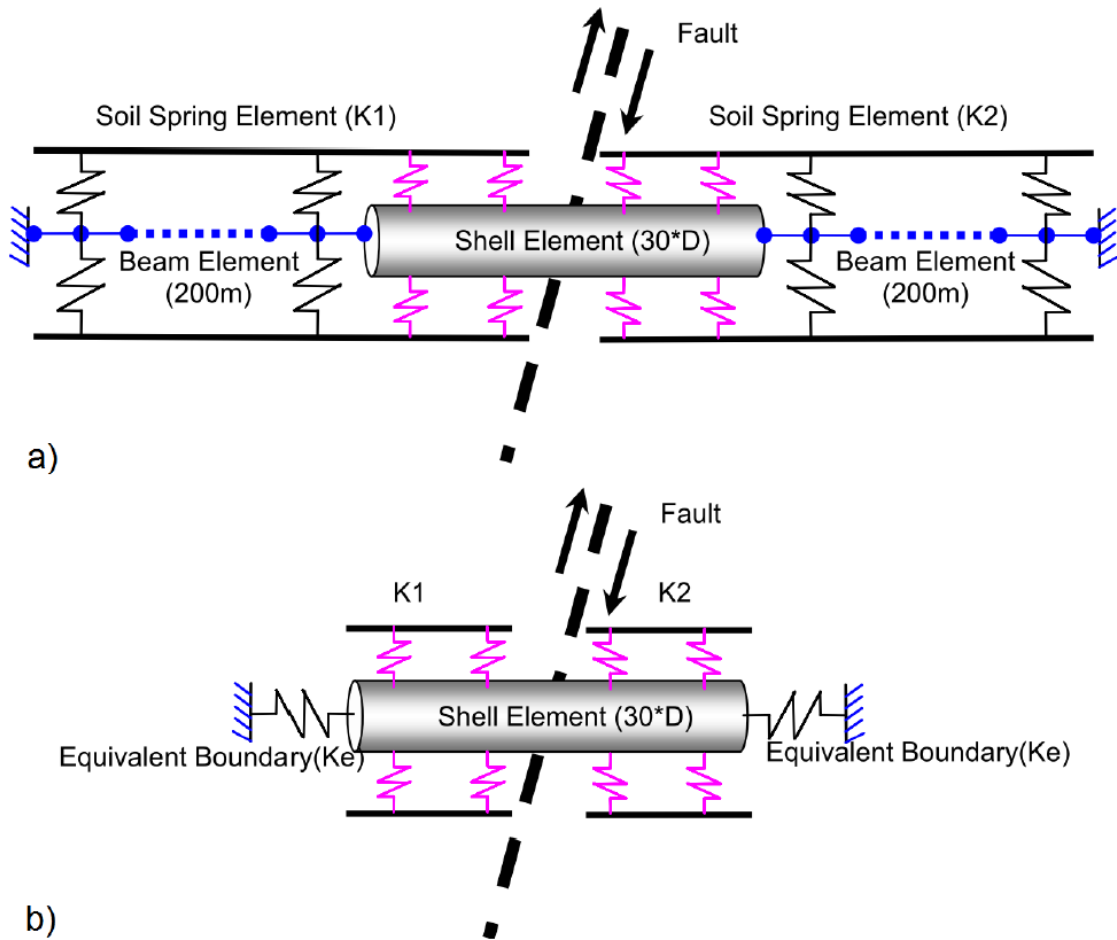 Fault
Soil Spring Element (K1)
Soil Spring Element (K2)
Shell Element (30*D)
Beam Element
(200m)
Beam Element
(200m)
a)
Fault
K1
K2
Shell Element (30*D)
Equivalent Boundary(Ke)
Equivalent Boundary(Ke)
b)